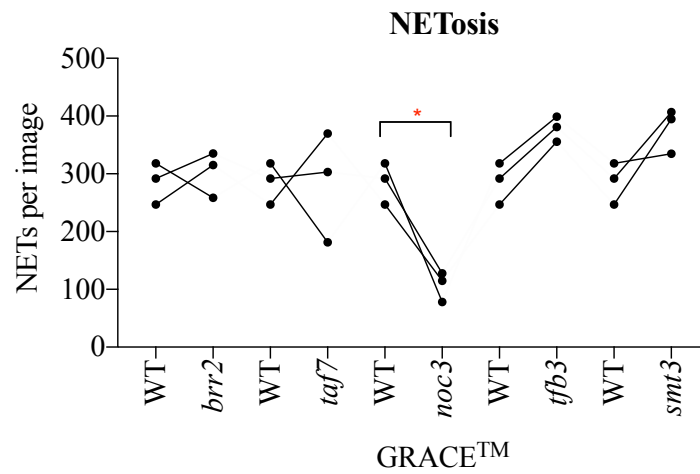 NETosis
NETs per image
500
400
300
200
100
0
*
WT
brr2
WT
taf7
WT
noc3
WT
tfb3
WT
smt3
GRACE™